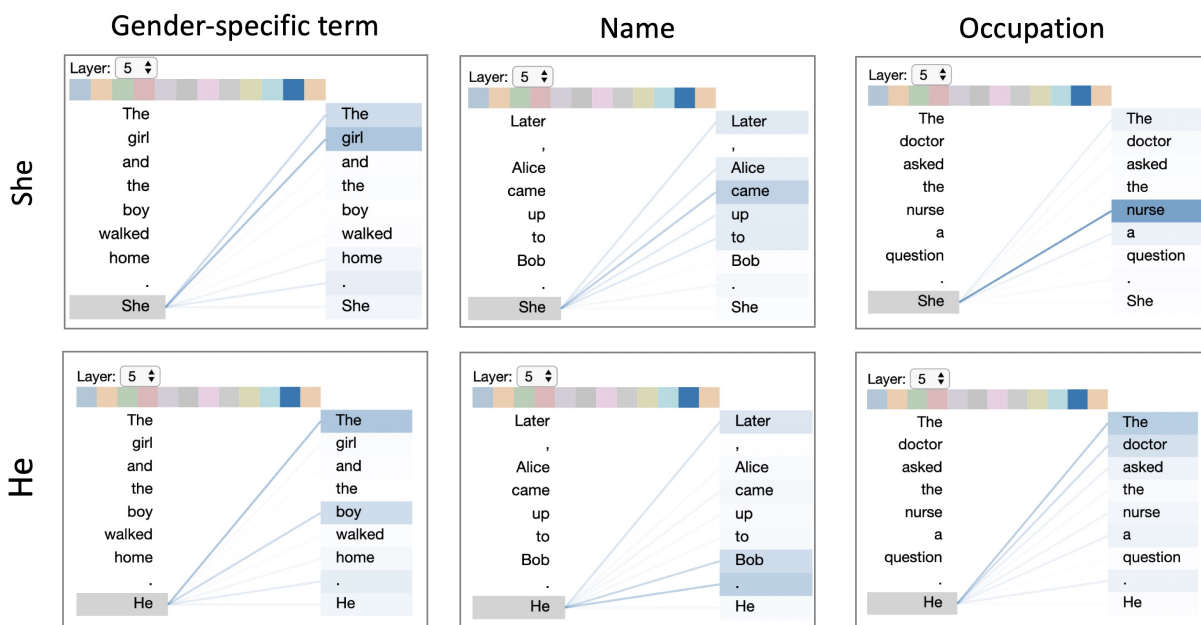 Gender-specific term
Name
Occupation
She
Layer: 5
The The
girl girl
and and
the the
boy boy
walked walked
home home
. .
She She
Layer: 5
Later Later
, ,
Alice Alice
came came
up up
to to
Bob Bob
. .
She She
Layer: 5
The The
doctor doctor
asked asked
the the
nurse nurse
a a
question question
. .
She She
He
Layer: 5
The The
girl girl
and and
the the
boy boy
walked walked
home home
. .
He He
Layer: 5
Later Later
, ,
Alice Alice
came came
up up
to to
Bob Bob
. .
He He
Layer: 5
The The
doctor doctor
asked asked
the the
nurse nurse
a a
question question
. .
He He